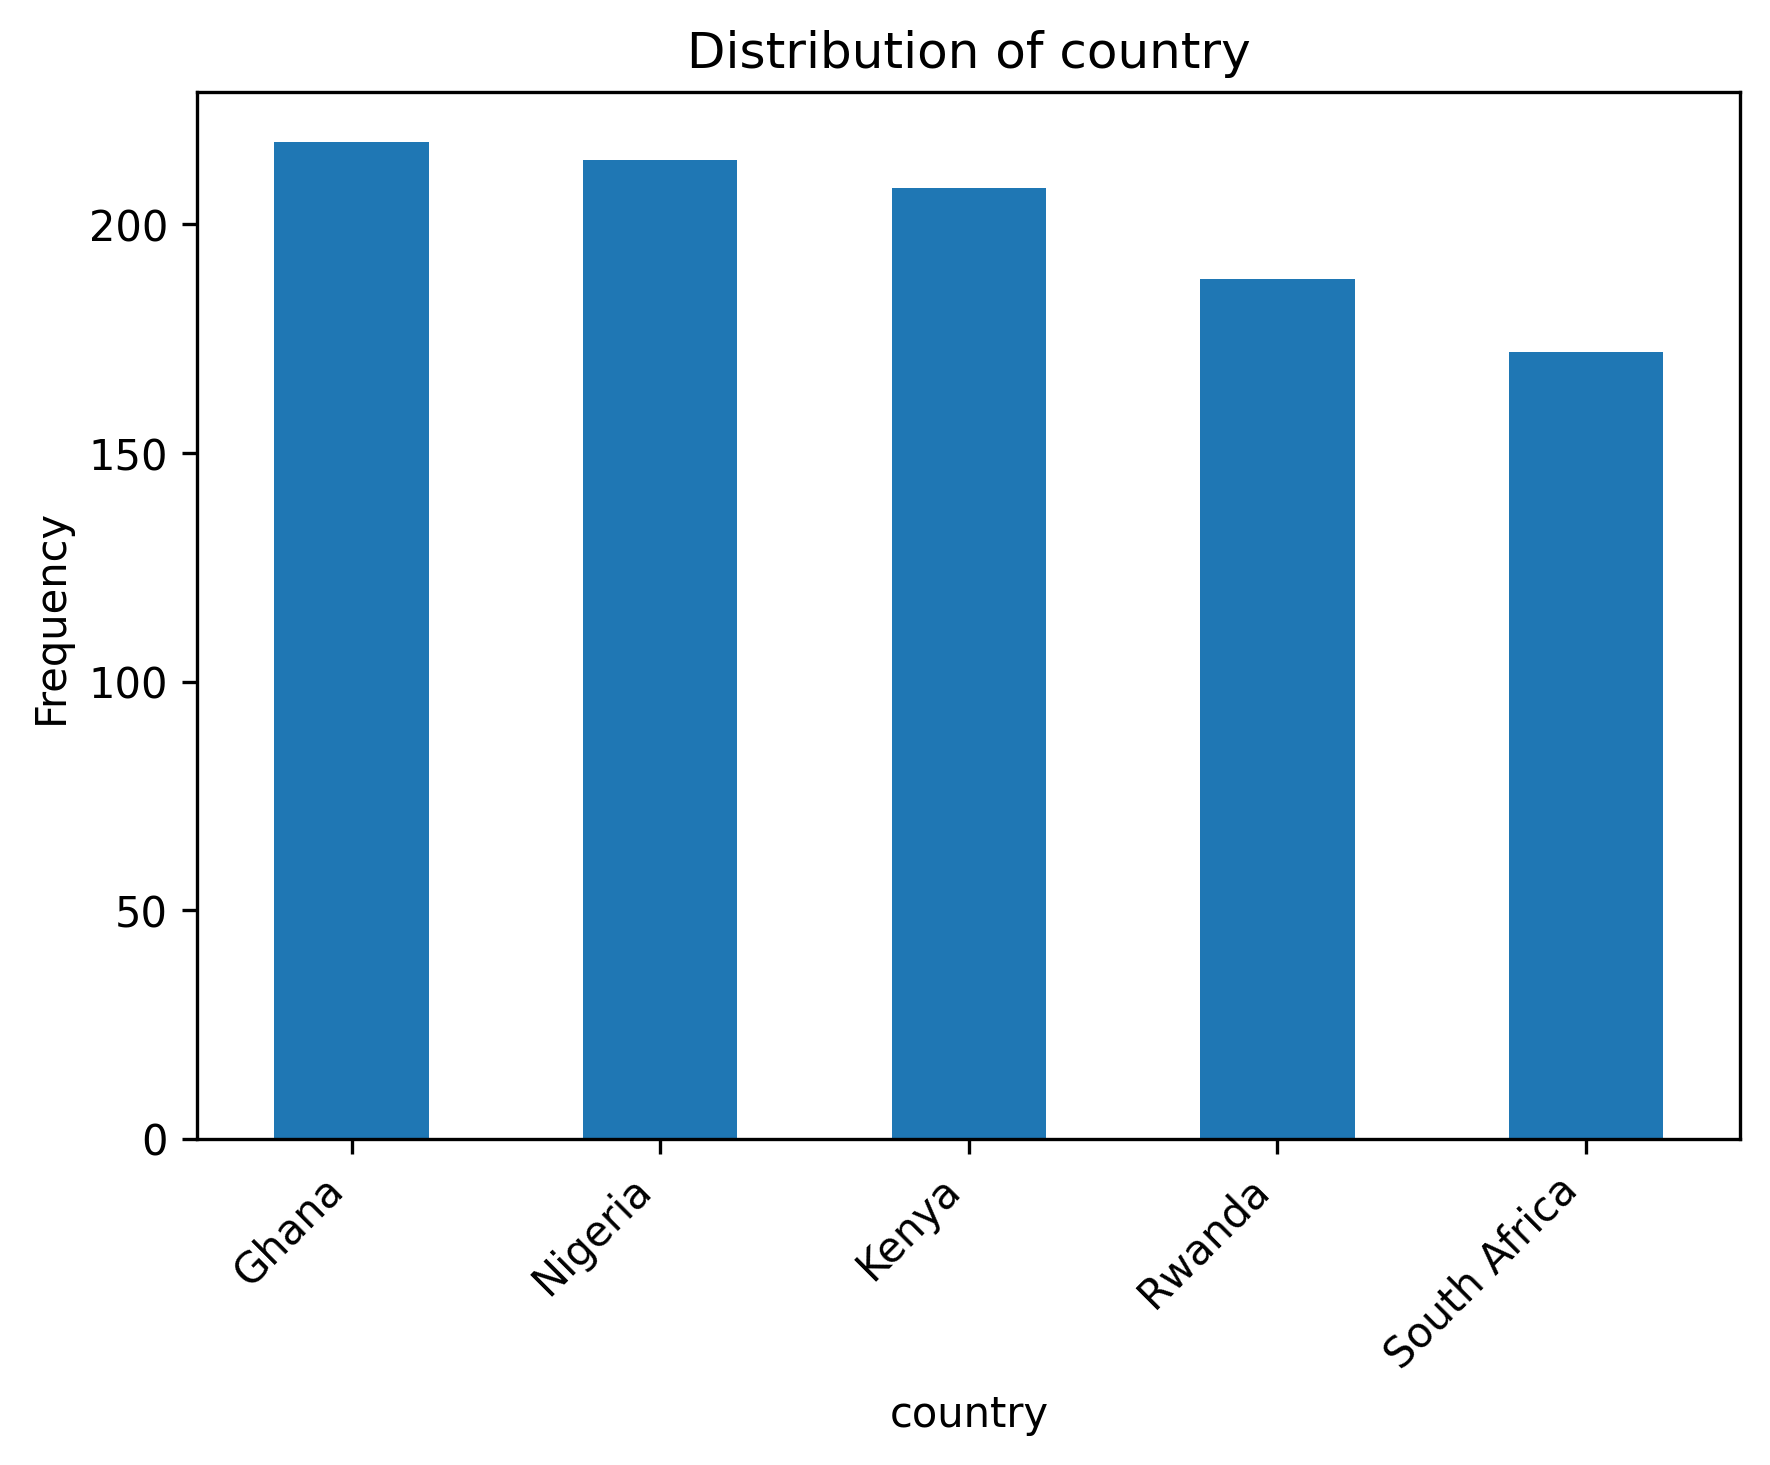 Distribution of country
Frequency
200
150
100
50
0
Ghana
Nigeria
Kenya
Rwanda
South Africa
country